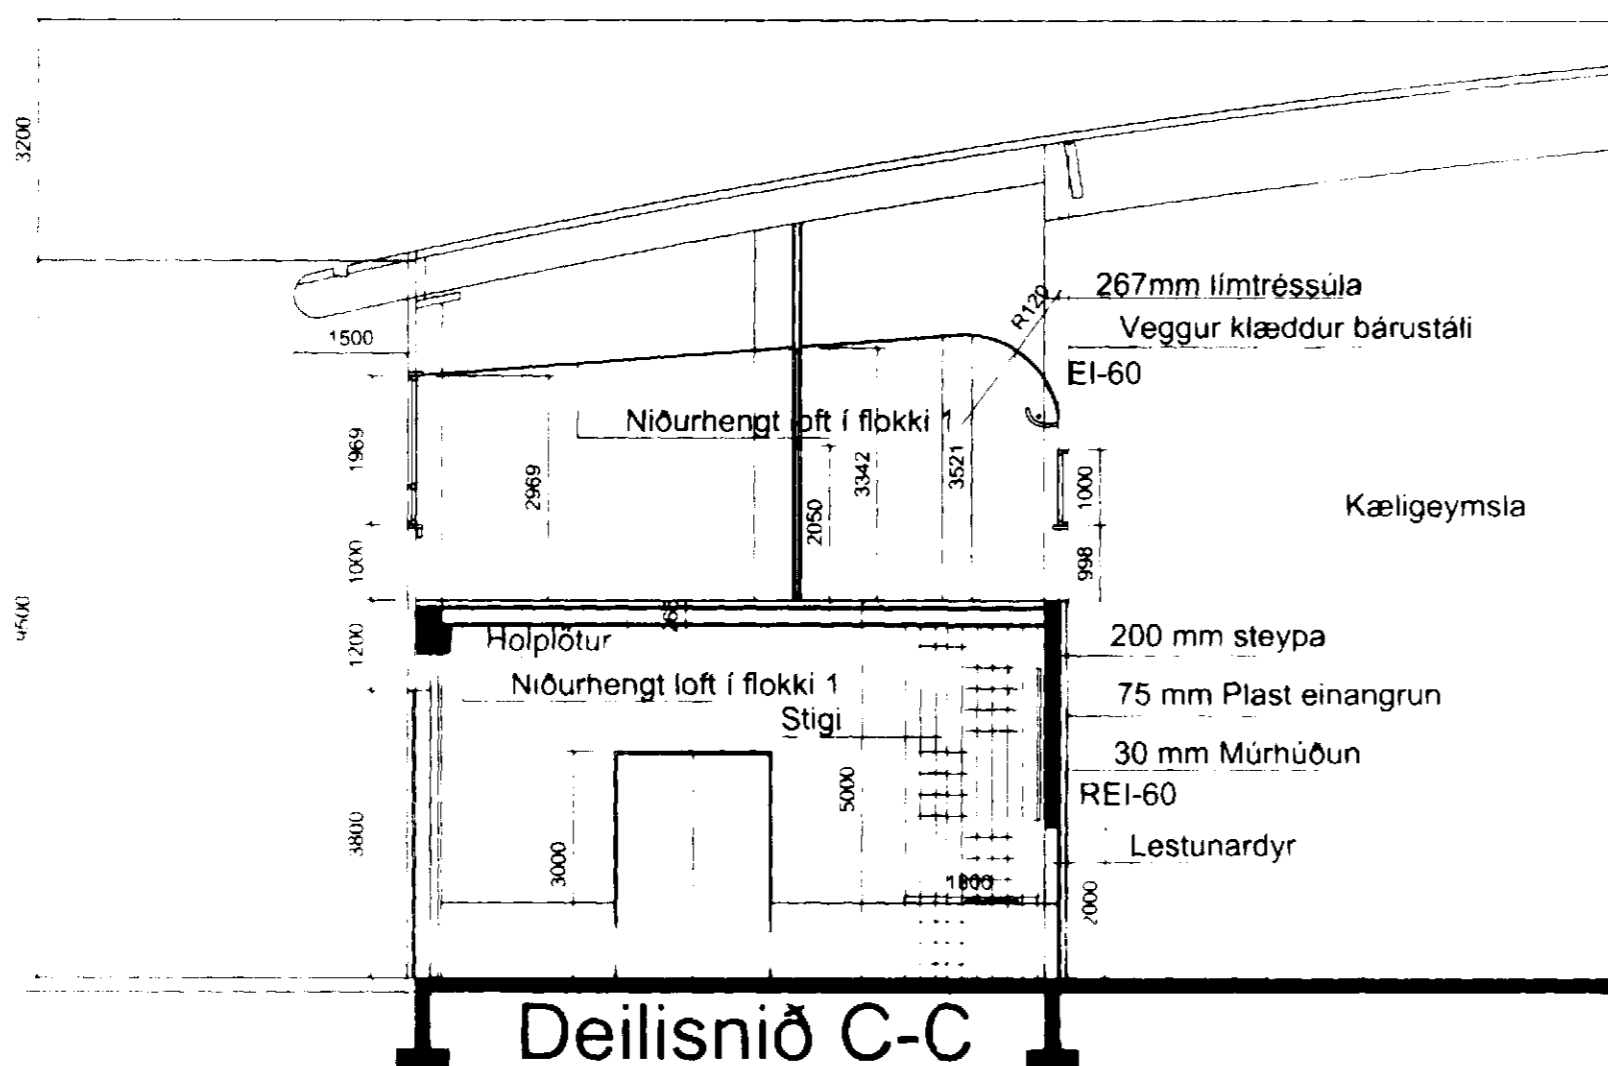 3200
267mm límtréssúla
R120
Veggur klæddur bárustáli
1500
EI-60
Niðurhengt loft í flokki 1
1969
2969
3342
3521
2050
1000
Kæligeymsla
1000
998
9500
1200
265
Holplötur
200 mm steypa
Niðurhengt loft í flokki 1
75 mm Plast einangrun
Stigi
30 mm Múrhúðun
5000
REI-60
3800
3000
Lestunardyr
1800
2000
Deilisnið C-C